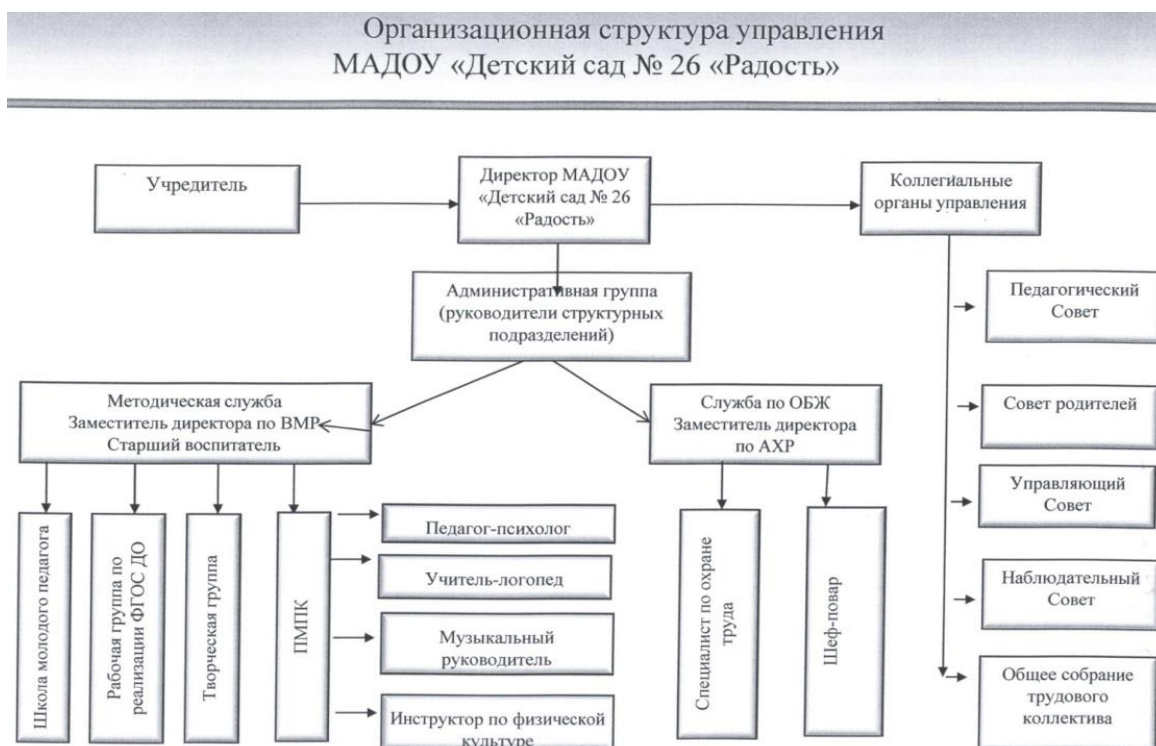 Организационная структура управления
МАДОУ «Детский сад № 26 «Радость»
Учредитель
Директор МАДОУ
«Детский сад № 26
«Радость»
Коллегиальные
органы управления
Административная группа
(руководители структурных
подразделений)
Педагогический
Совет
Совет родителей
Управляющий
Совет
Наблюдательный
Совет
Общее собрание
трудового
коллектива
Методическая служба
Заместитель директора по ВМР
Старший воспитатель
Служба по ОБЖ
Заместитель директора
по АХР
Школа молодого педагога
Рабочая группа по
реализации ФГОС ДО
Творческая группа
ПМПК
Педагог-психолог
Учитель-логопед
Музыкальный
руководитель
Инструктор по физической
культуре
Специалист по охране
труда
Шеф-повар